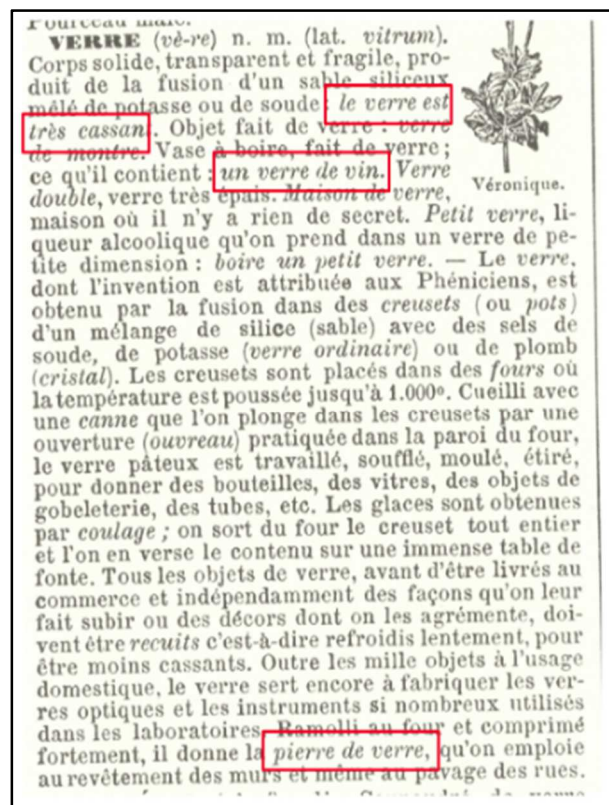 Pourceau mâle.
VERRE (vè-re) n. m. (lat. vitrum).
Corps solide, transparent et fragile, pro-
duit de la fusion d'un sable siliceux
mêlé de potasse ou de soude : le verre est
très cassant. Objet fait de verre : verre
de montre. Vase à boire, fait de verre ;
ce qu'il contient : un verre de vin. Verre
double, verre très épais. Maison de verre,
Véronique.
maison où il n'y a rien de secret. Petit verre, li-
queur alcoolique qu'on prend dans un verre de pe-
tite dimension : boire un petit verre. — Le verre,
dont l'invention est attribuée aux Phéniciens, est
obtenu par la fusion dans des creusets (ou pots)
d'un mélange de silice (sable) avec des sels de
soude, de potasse (verre ordinaire) ou de plomb
(cristal). Les creusets sont placés dans des fours où
la température est poussée jusqu'à 1.000°. Cueilli avec
une canne que l'on plonge dans les creusets par une
ouverture (ouvreau) pratiquée dans la paroi du four,
le verre pâteux est travaillé, soufflé, moulé, étiré,
pour donner des bouteilles, des vitres, des objets de
gobeleterie, des tubes, etc. Les glaces sont obtenues
par coulage ; on sort du four le creuset tout entier
et l'on en verse le contenu sur une immense table de
fonte. Tous les objets de verre, avant d'être livrés au
commerce et indépendamment des façons qu'on leur
fait subir ou des décors dont on les agrémente, doi-
vent être recuits c'est-à-dire refroidis lentement, pour
être moins cassants. Outre les mille objets à l'usage
domestique, le verre sert encore à fabriquer les ver-
res optiques et les instruments si nombreux utilisés
dans les laboratoires. Ramolli au four et comprimé
fortement, il donne la pierre de verre, qu'on emploie
au revêtement des murs et même au pavage des rues.